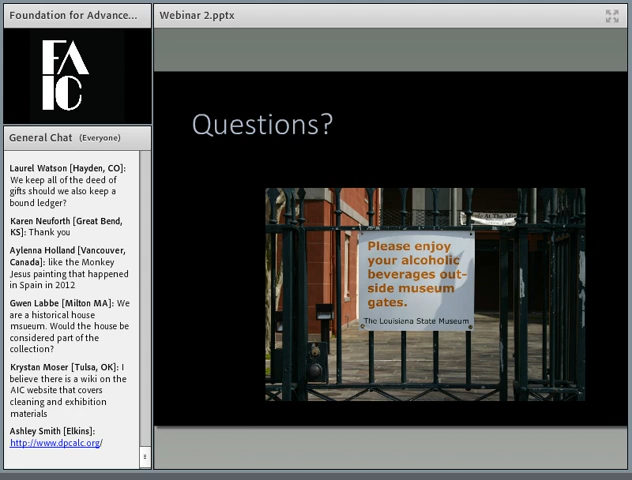 Foundation for Advance...
FA
IC
General Chat (Everyone)
Laurel Watson [Hayden, CO]:
We keep all of the deed of
gifts should we also keep a
bound ledger?
Karen Neuforth [Great Bend,
KS]: Thank you
Aylenna Holland [Vancouver,
Canada]: like the Monkey
Jesus painting that happened
in Spain in 2012
Gwen Labbe [Milton MA]: We
are a historical house
msueum. Would the house be
considered part of the
collection?
Krystan Moser [Tulsa, OK]: I
believe there is a wiki on the
AIC website that covers
cleaning and exhibition
materials
Ashley Smith [Elkins]:
http://www.dpcalc.org/
Webinar 2.pptx
Questions?
Please enjoy
your alcoholic
beverages out-
side museum
gates.
The Louisiana State Museum